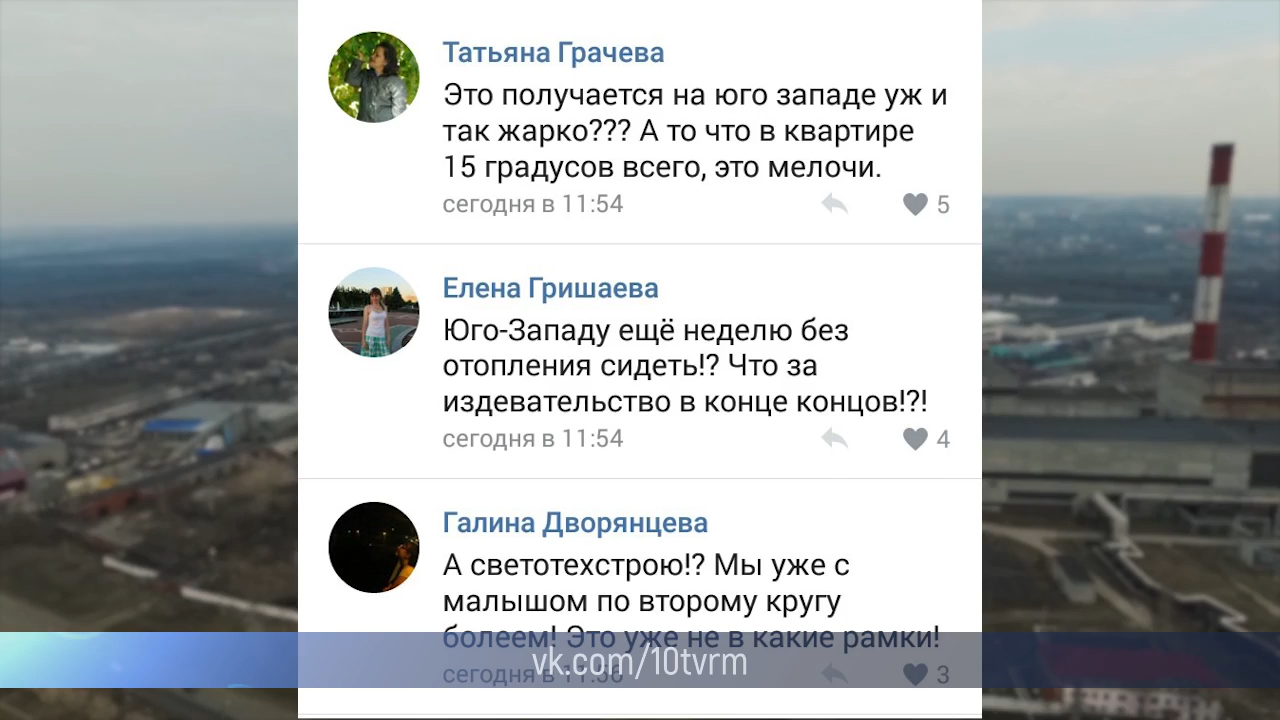 Татьяна Грачева
Это получается на юго западе уж и
так жарко??? А то что в квартире
15 градусов всего, это мелочи.
сегодня в 11:54
5
Елена Гришаева
Юго-Западу ещё неделю без
отопления сидеть!? Что за
издевательство в конце концов!?!
сегодня в 11:54
4
Галина Дворянцева
А светотехстрою!? Мы уже с
малышом по второму кругу
болеем! Это уже не в какие рамки!
vk.com/10tvrm
сегодня в 11:56
3